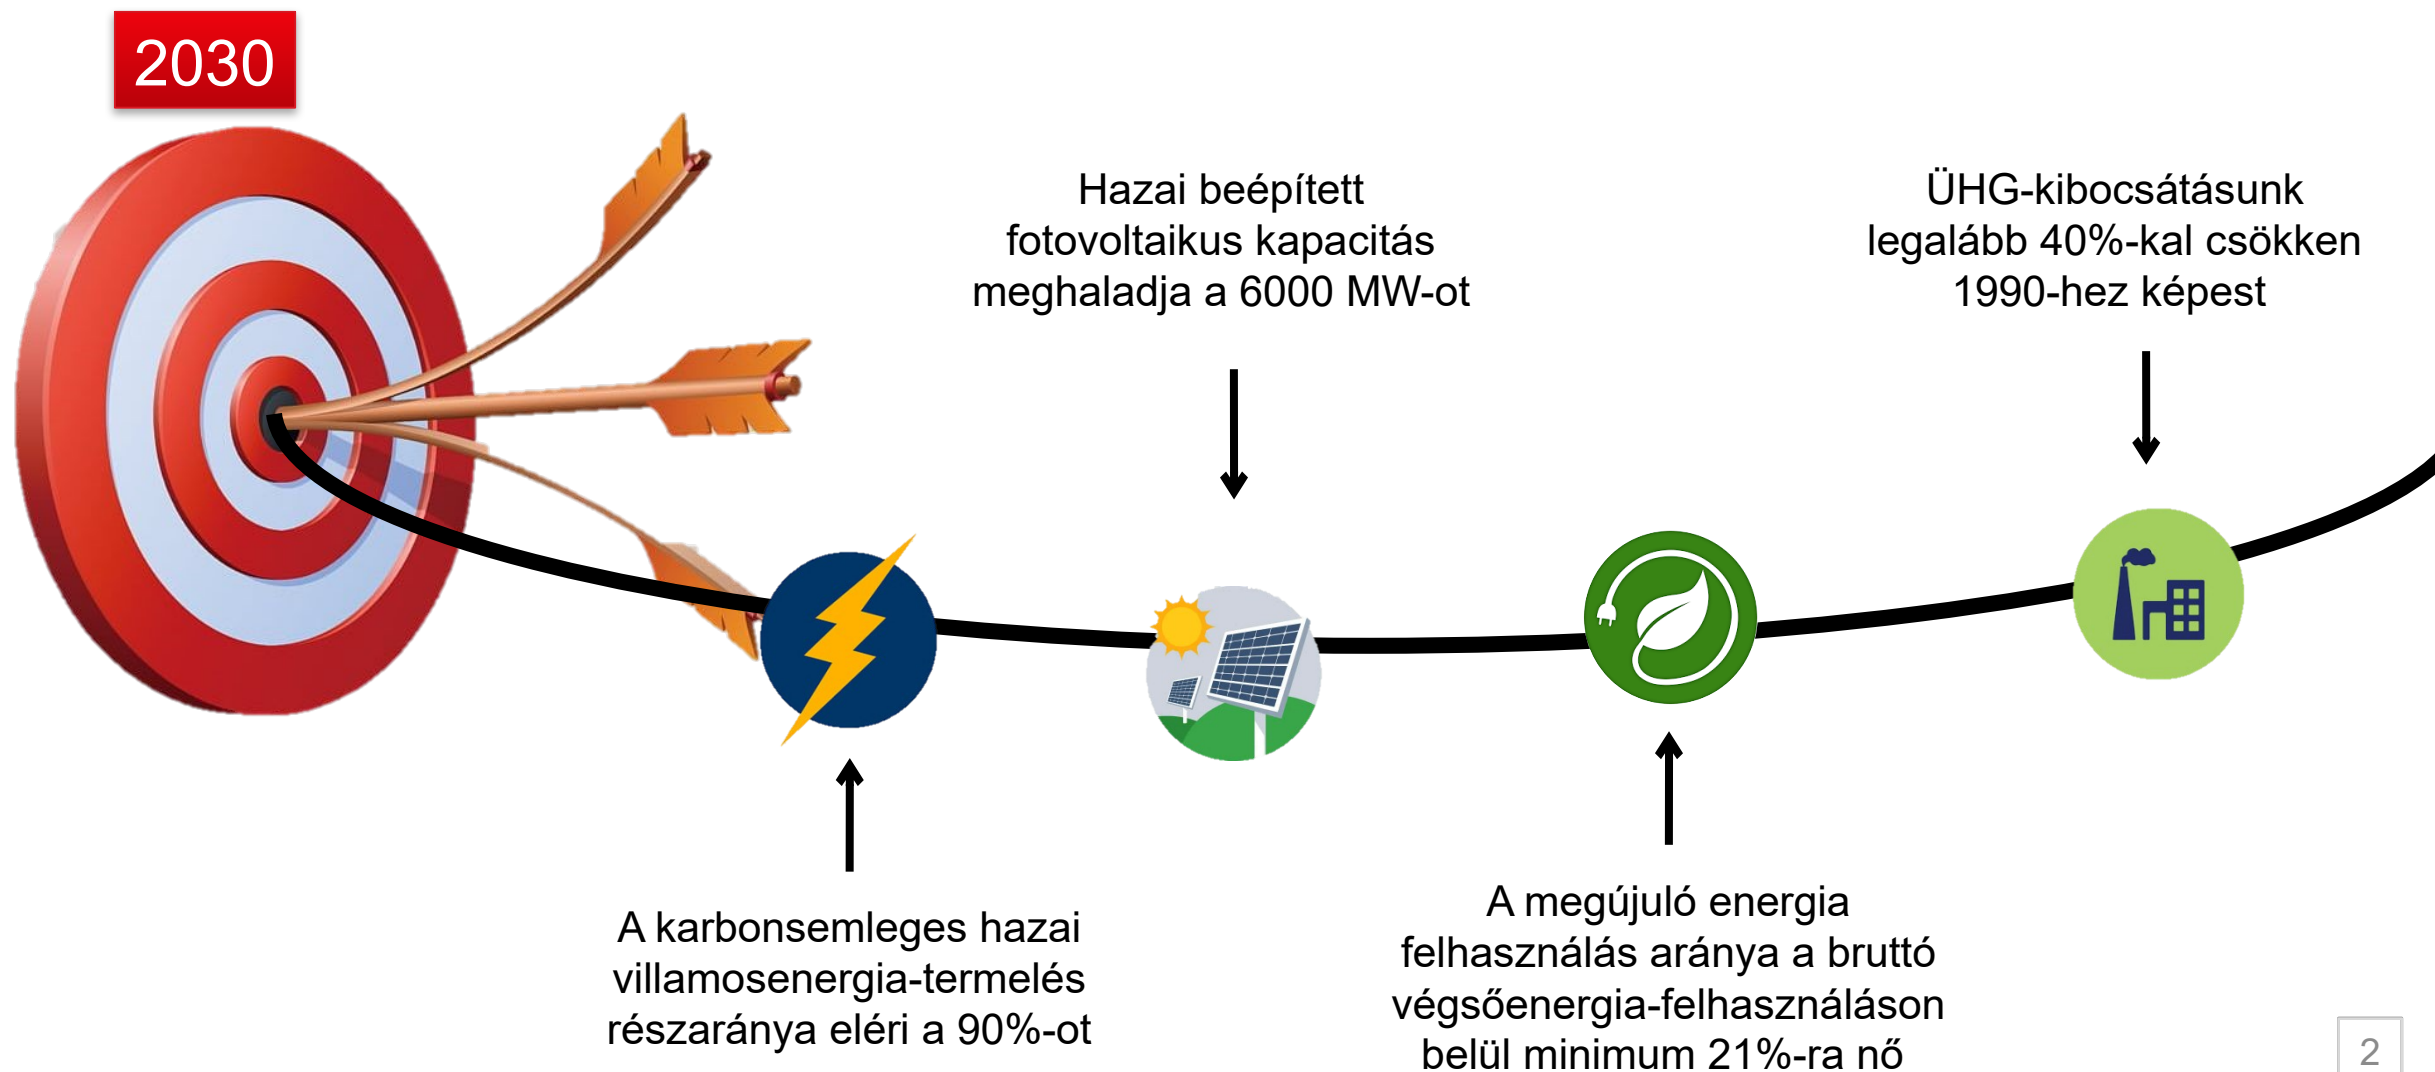 2030
Hazai beépített
fotovoltaikus kapacitás
meghaladja a 6000 MW-ot
ÜHG-kibocsátásunk
legalább 40%-kal csökken
1990-hez képest
A karbonsemleges hazai
villamosenergia-termelés
részaránya eléri a 90%-ot
A megújuló energia
felhasználás aránya a bruttó
végsőenergia-felhasználáson
belül minimum 21%-ra nő
2